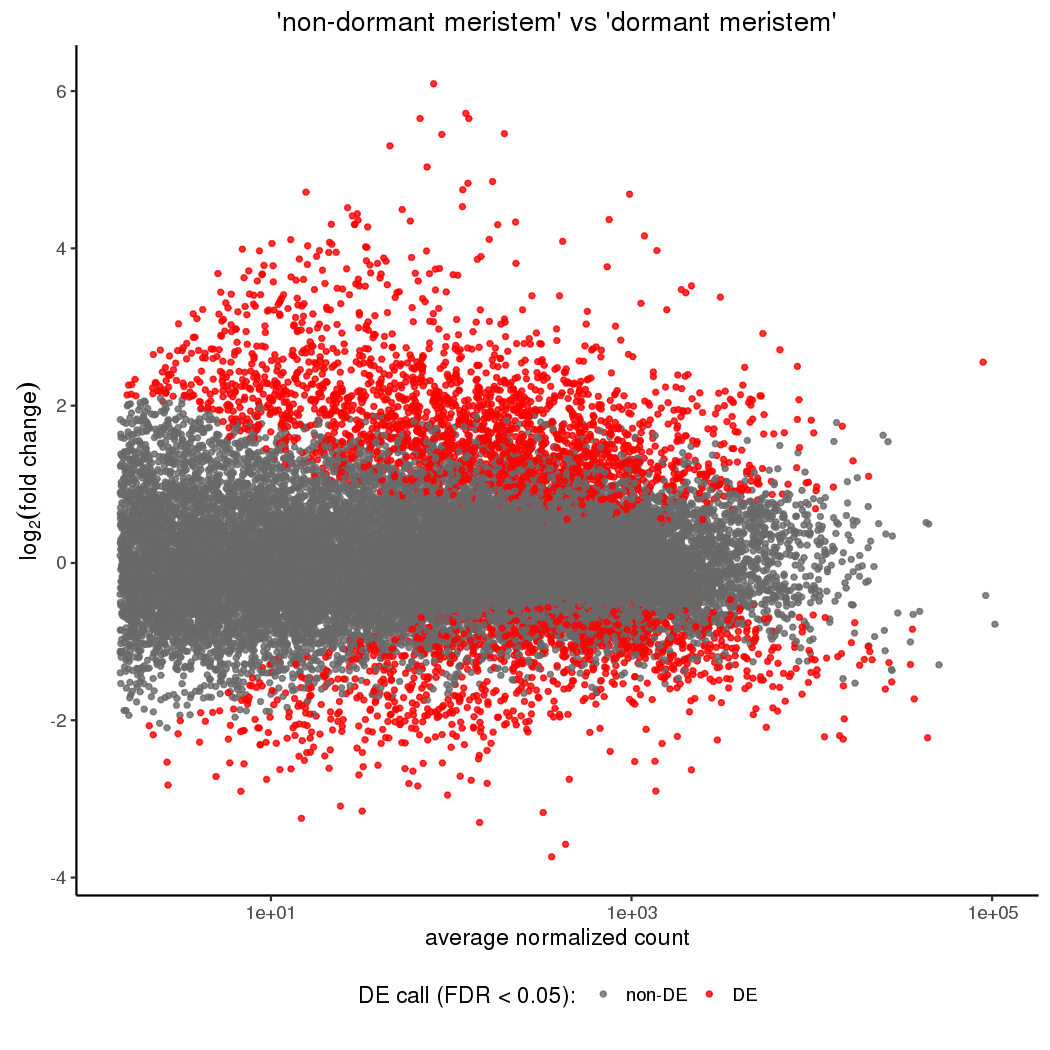 'non-dormant meristem' vs 'dormant meristem'
log₂(fold change)
6
4
2
0
-2
-4
1e+01 1e+03 1e+05
average normalized count
DE call (FDR < 0.05): non-DE DE